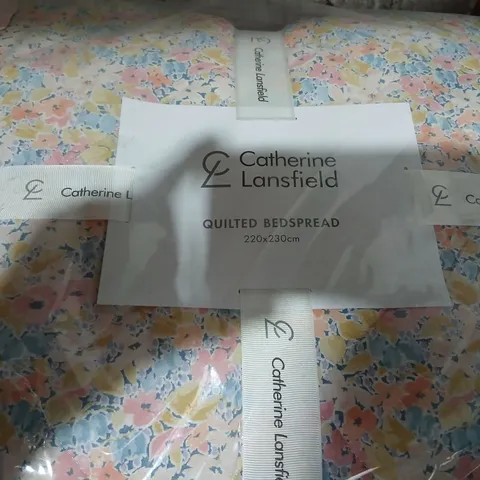 Catherine Lansfield
Catherine
Lansfield
QUILTED BEDSPREAD
220x230cm
Catherine L
Ca
Catherine Lansfield